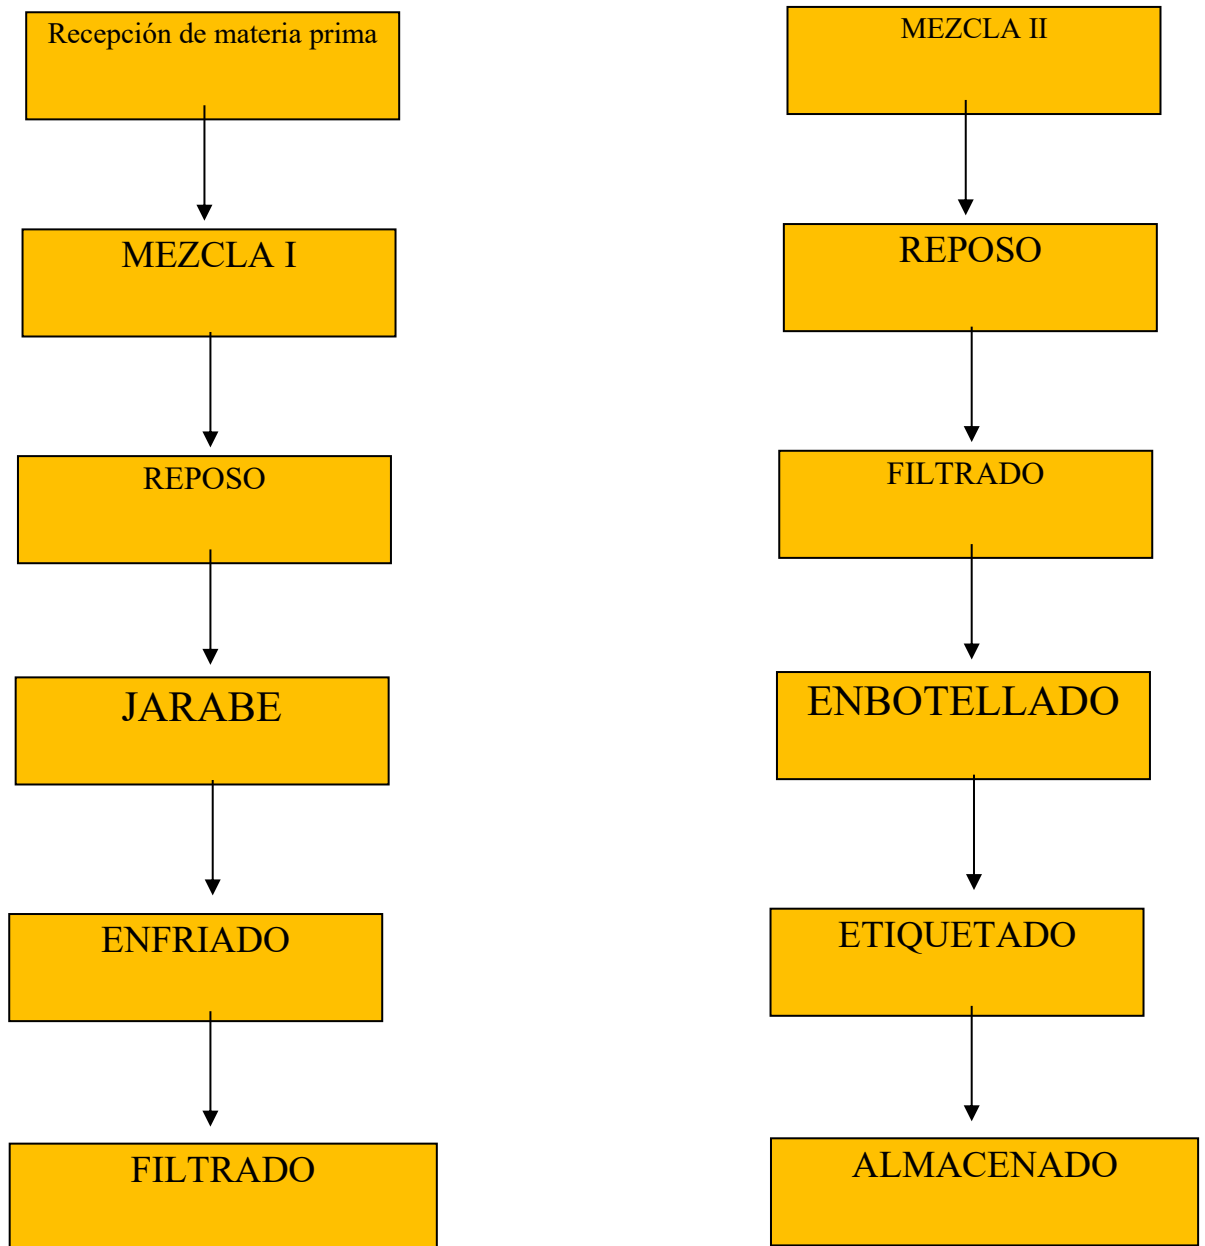 Recepción de materia prima
MEZCLA I
REPOSO
JARABE
ENFRIADO
FILTRADO
MEZCLA II
REPOSO
FILTRADO
ENBOTELLADO
ETIQUETADO
ALMACENADO